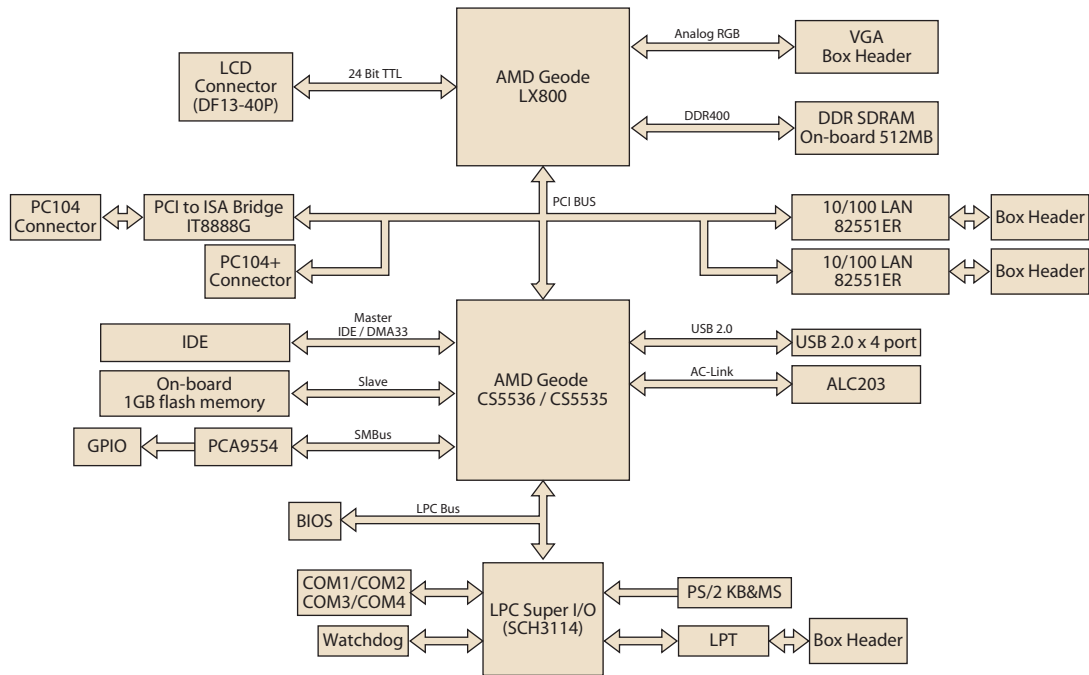 Analog RGB
VGA
Box Header
LCD
Connector
(DF13-40P)
24 Bit TTL
AMD Geode
LX800
DDR400
DDR SDRAM
On-board 512MB
PC104
Connector
PCI to ISA Bridge
IT8888G
PCI BUS
10/100 LAN
82551ER
Box Header
PC104+
Connector
10/100 LAN
82551ER
Box Header
IDE
Master
IDE / DMA33
USB 2.0
USB 2.0 x 4 port
On-board
1GB flash memory
Slave
AMD Geode
CS5536 / CS5535
AC-Link
ALC203
GPIO
PCA9554
SMBus
BIOS
LPC Bus
COM1/COM2
COM3/COM4
LPC Super I/O
(SCH3114)
PS/2 KB&MS
Watchdog
LPT
Box Header